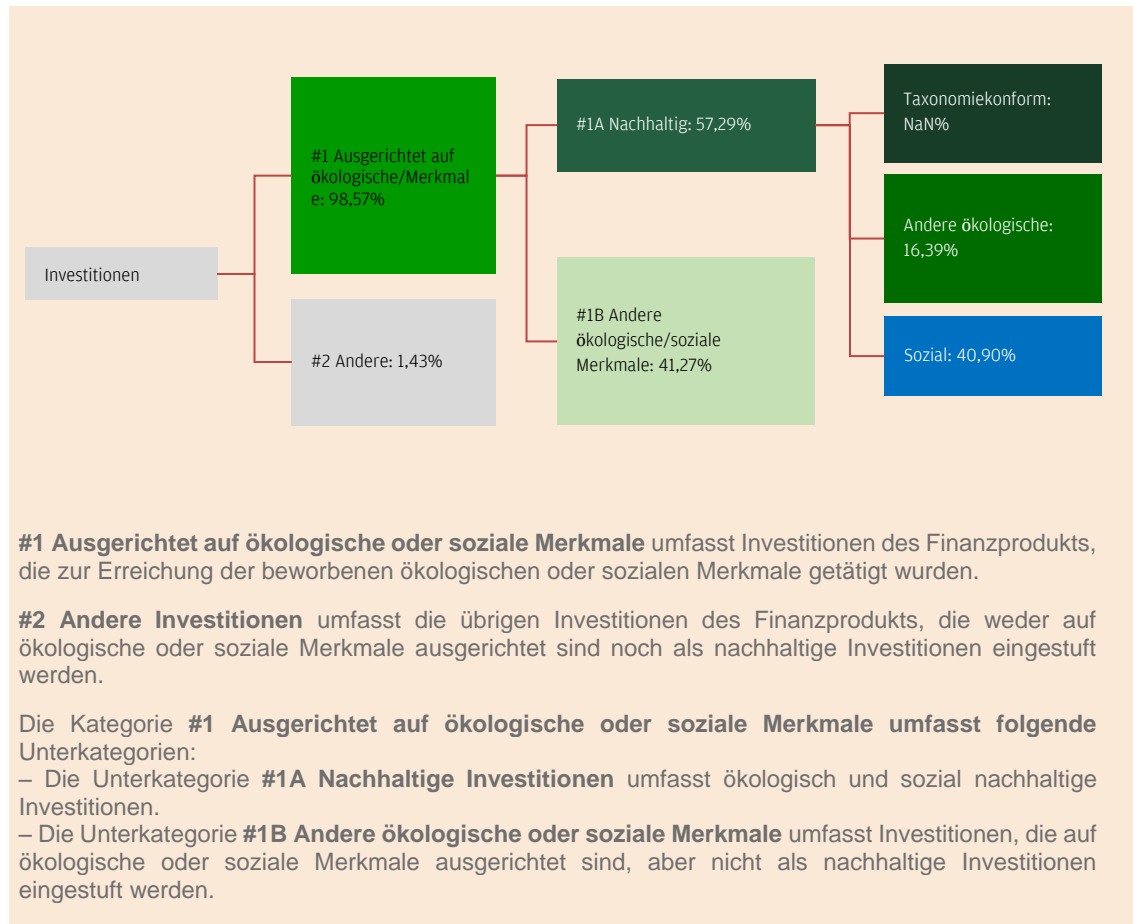 Investitionen
#1 Ausgerichtet auf
ökologische/Merkmal
e: 98,57%
#2 Andere: 1,43%
#1A Nachhaltig: 57,29%
#1B Andere
ökologische/soziale
Merkmale: 41,27%
Taxonomiekonform:
NaN%
Andere ökologische:
16,39%
Sozial: 40,90%
#1 Ausgerichtet auf ökologische oder soziale Merkmale umfasst Investitionen des Finanzprodukts,
die zur Erreichung der beworbenen ökologischen oder sozialen Merkmale getätigt wurden.
#2 Andere Investitionen umfasst die übrigen Investitionen des Finanzprodukts, die weder auf
ökologische oder soziale Merkmale ausgerichtet sind noch als nachhaltige Investitionen eingestuft
werden.
Die Kategorie #1 Ausgerichtet auf ökologische oder soziale Merkmale umfasst folgende
Unterkategorien:
– Die Unterkategorie #1A Nachhaltige Investitionen umfasst ökologisch und sozial nachhaltige
Investitionen.
– Die Unterkategorie #1B Andere ökologische oder soziale Merkmale umfasst Investitionen, die auf
ökologische oder soziale Merkmale ausgerichtet sind, aber nicht als nachhaltige Investitionen
eingestuft werden.